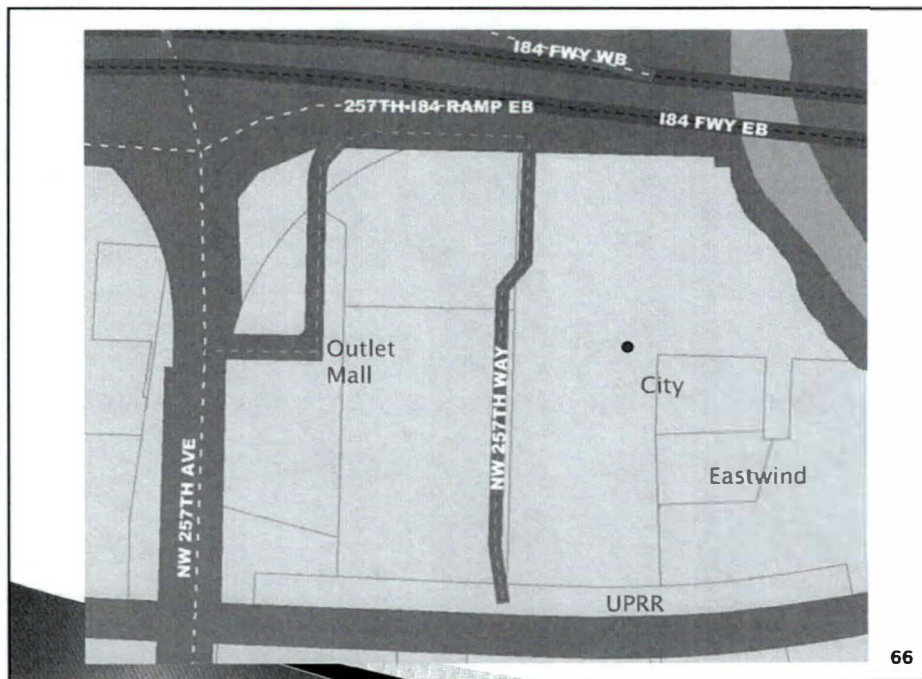 I84 FWY WB
257TH-I84 RAMP EB
I84 FWY EB
Outlet
Mall
City
NW 257TH WAY
NW 257TH AVE
Eastwind
UPRR
66